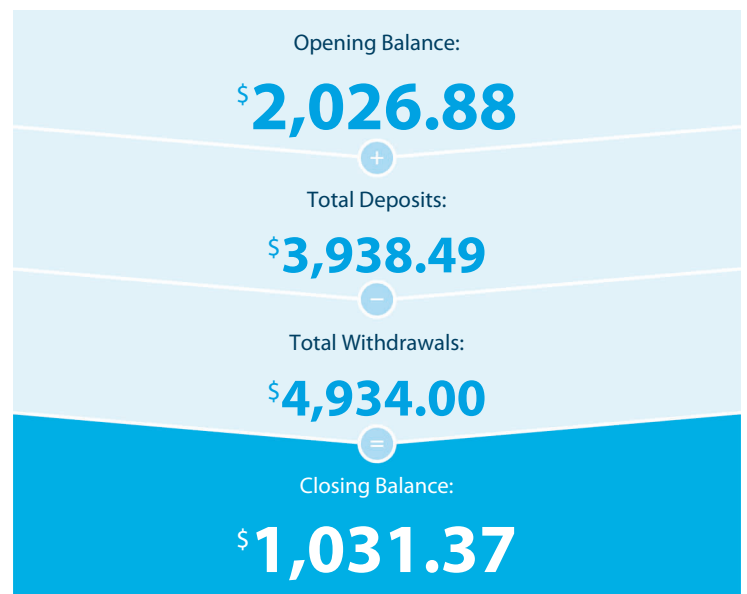 Opening Balance:
$2,026.88
+
Total Deposits:
$3,938.49
−
Total Withdrawals:
$4,934.00
=
Closing Balance:
$1,031.37